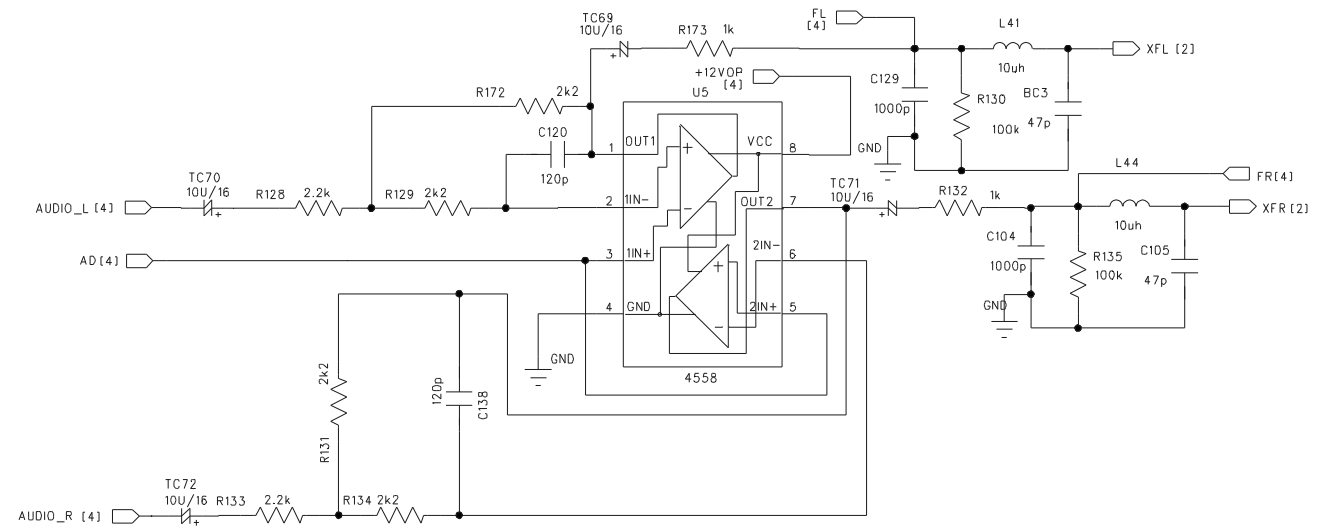 TC69
10U/16
R173 1k
FL
[4]
L41
XFL [2]
10uh
+12VOP
[4]
C129
1000p
R130
100k
BC3
47p
GND
R172 2k2
U5
C120
120p
1 OUT1 VCC 8
TC70
10U/16
R128 2.2k R129 2k2
AUDIO_L [4]
2 1IN- OUT2 7
TC71
10U/16
R132 1k
L44
FR[4]
XFR [2]
10uh
C104
1000p
R135
100k
C105
47p
GND
AD[4]
3 1IN+ 2IN- 6
4 GND 2IN+ 5
GND
4558
2k2
R131
120p
C138
TC72
10U/16 R133 2.2k R134 2k2
AUDIO_R [4]
+
+
+
+
+
-
+
-